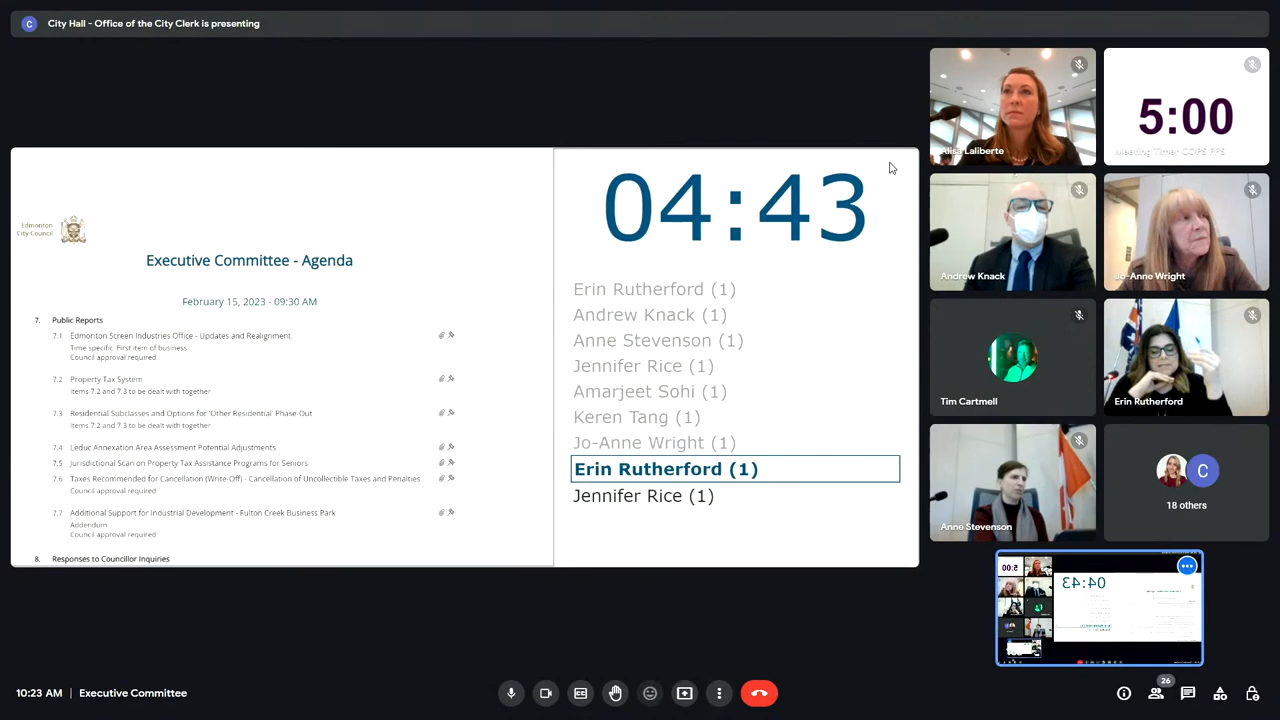 C City Hall - Office of the City Clerk is presenting
Edmonton
City Council
Executive Committee - Agenda
February 15, 2023 - 09:30 AM
7. Public Reports
7.1 Edmonton Screen Industries Office - Updates and Realignment
Time specific: First item of business
Council approval required
7.2 Property Tax System
Items 7.2 and 7.3 to be dealt with together
7.3 Residential Subclasses and Options for 'Other Residential' Phase-Out
Items 7.2 and 7.3 to be dealt with together
7.4 Leduc Annexation Area Assessment Potential Adjustments
7.5 Jurisdictional Scan on Property Tax Assistance Programs for Seniors
7.6 Taxes Recommended for Cancellation (Write-Off) - Cancellation of Uncollectible Taxes and Penalties
Council approval required
7.7 Additional Support for Industrial Development - Fulton Creek Business Park
Addendum
Council approval required
8. Responses to Councillor Inquiries
04:43
Erin Rutherford (1)
Andrew Knack (1)
Anne Stevenson (1)
Jennifer Rice (1)
Amarjeet Sohi (1)
Keren Tang (1)
Jo-Anne Wright (1)
Erin Rutherford (1)
Jennifer Rice (1)
Alisa Laliberte
5:00
Meeting Timer COPS FPS
Andrew Knack
Jo-Anne Wright
Tim Cartmell
Erin Rutherford
Anne Stevenson
C
18 others
5:00
04:43
10:23 AM | Executive Committee
26